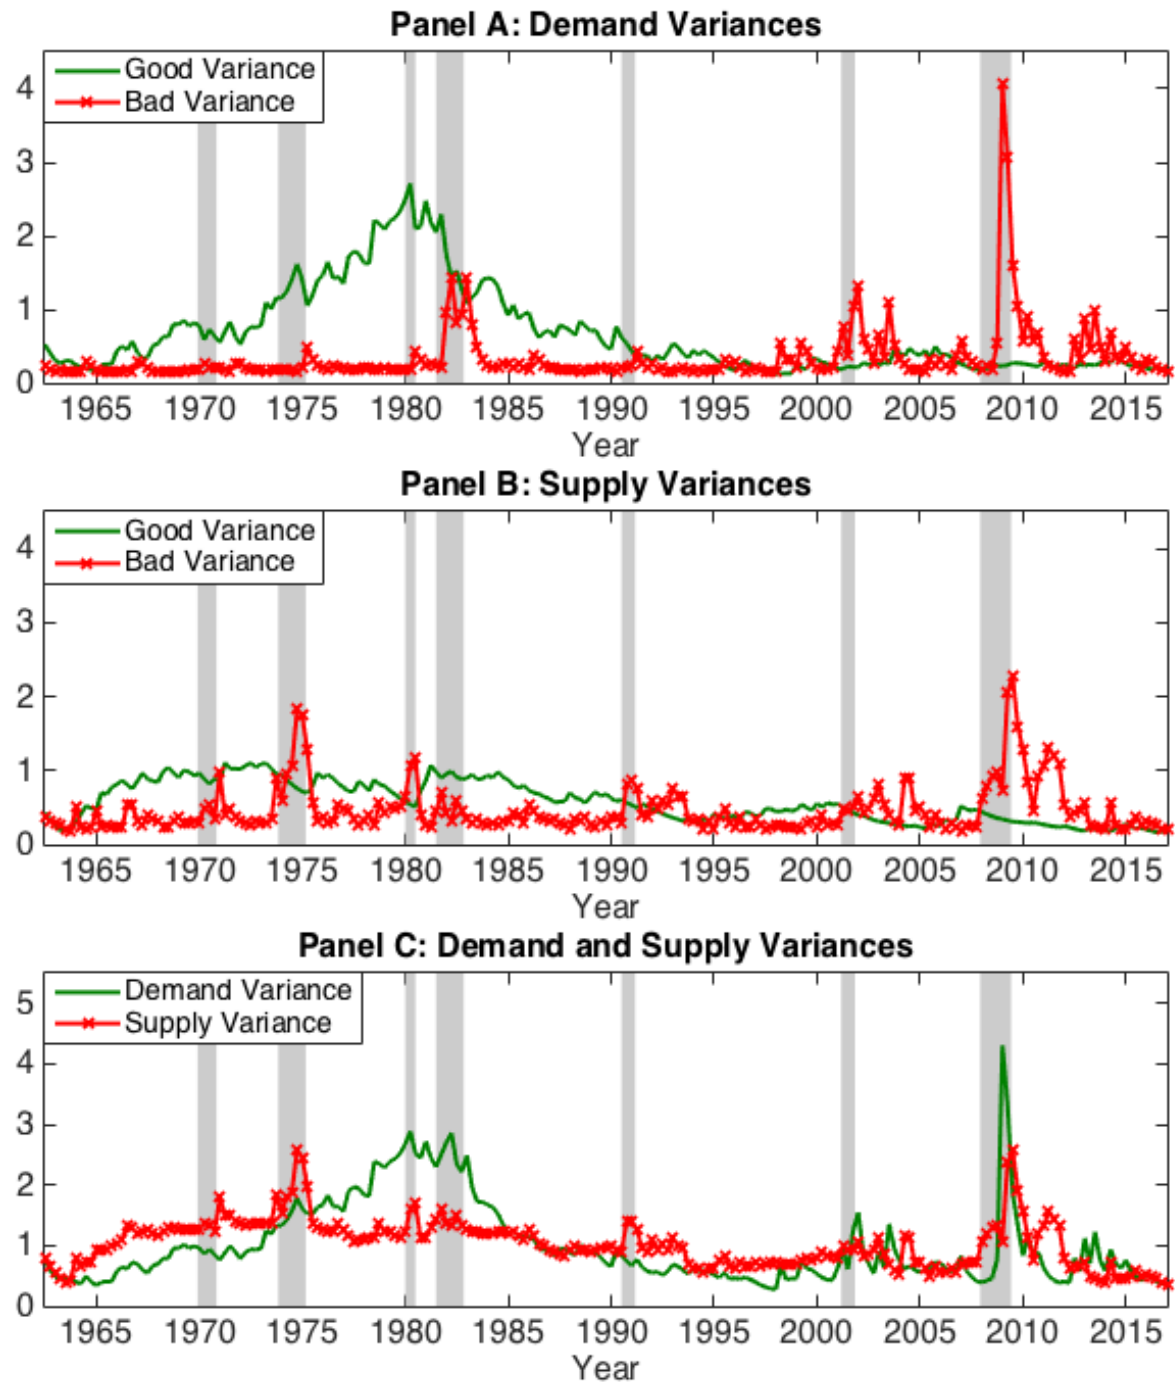 Panel A: Demand Variances
Good Variance
Bad Variance
4
3
2
1
0
1965 1970 1975 1980 1985 1990 1995 2000 2005 2010 2015
Year
Panel B: Supply Variances
Good Variance
Bad Variance
4
3
2
1
0
1965 1970 1975 1980 1985 1990 1995 2000 2005 2010 2015
Year
Panel C: Demand and Supply Variances
Demand Variance
Supply Variance
5
4
3
2
1
0
1965 1970 1975 1980 1985 1990 1995 2000 2005 2010 2015
Year